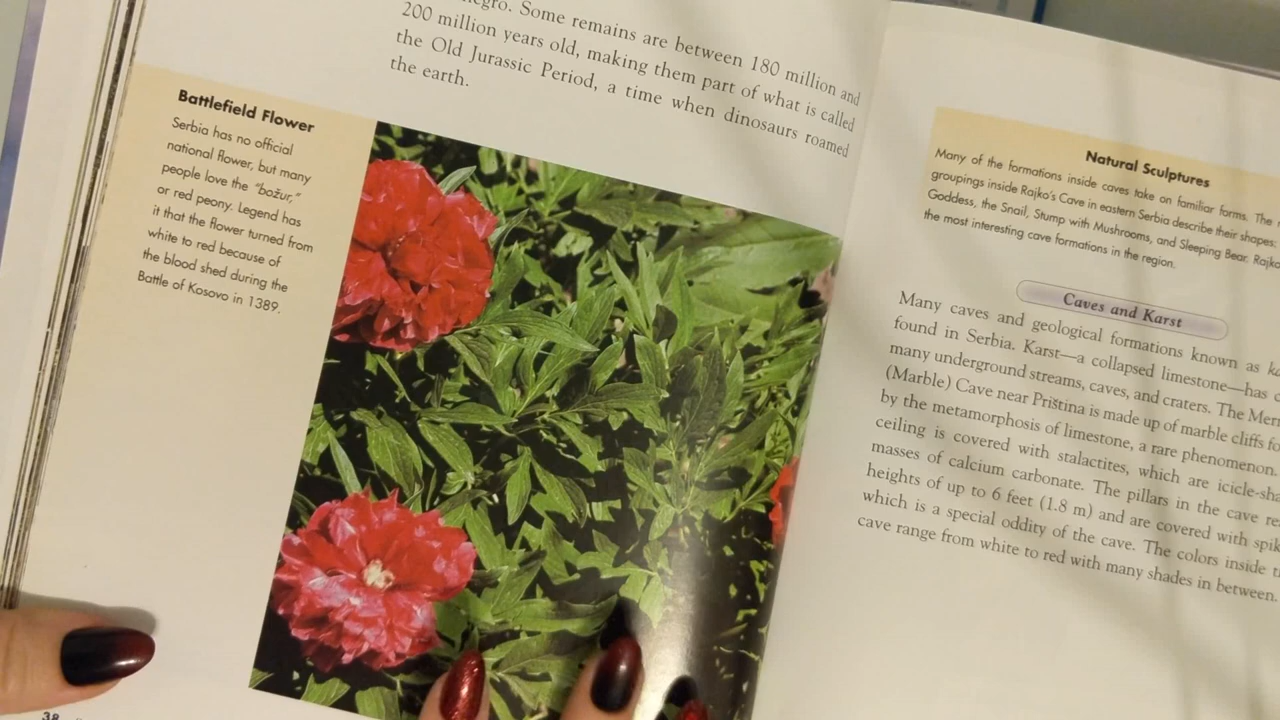 Some remains are between 180 million and
200 million years old, making them part of what is called
the Old Jurassic Period, a time when dinosaurs roamed
the earth.
Battlefield Flower
Serbia has no official
national flower, but many
people love the "božur,"
or red peony. Legend has
it that the flower turned from
white to red because of
the blood shed during the
Battle of Kosovo in 1389.
38
Natural Sculptures
Many of the formations inside caves take on familiar forms. The
groupings inside Rajko's Cave in eastern Serbia describe their shapes:
Goddess, the Snail, Stump with Mushrooms, and Sleeping Bear.
the most interesting cave formations in the region.
Caves and Karst
Many caves and geological formations known as
found in Serbia. Karst—a collapsed limestone—has
many underground streams, caves, and craters. The
(Marble) Cave near Priština is made up of marble cliffs
by the metamorphosis of limestone, a rare phenomenon.
ceiling is covered with stalactites, which are
masses of calcium carbonate. The pillars in the cave
heights of up to 6 feet (1.8 m) and are covered with
which is a special oddity of the cave. The colors inside
cave range from white to red with many shades in between.